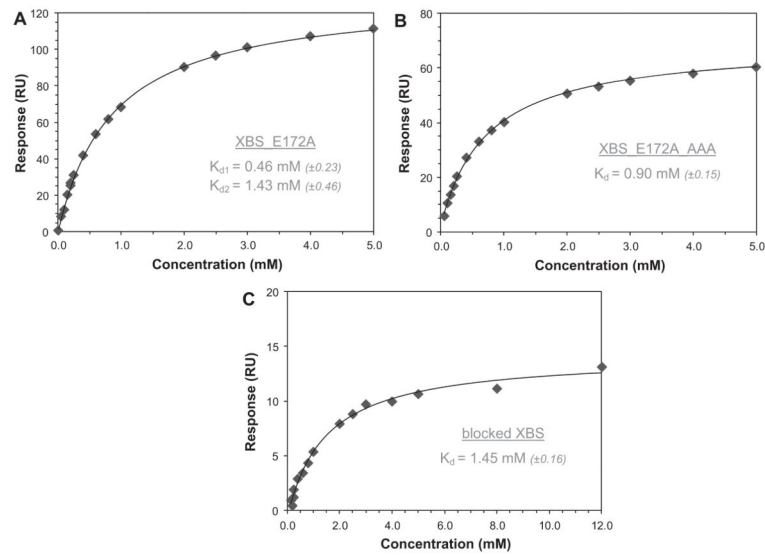 A
Response (RU)
120
100
80
60
40
20
0
XBS_E172A
Kd1 = 0.46 mM (±0.23)
Kd2 = 1.43 mM (±0.46)
0.0 1.0 2.0 3.0 4.0 5.0
Concentration (mM)
B
Response (RU)
80
60
40
20
0
XBS_E172A_AAA
Kd = 0.90 mM (±0.15)
0.0 1.0 2.0 3.0 4.0 5.0
Concentration (mM)
C
Response (RU)
20
15
10
5
0
blocked XBS
Kd = 1.45 mM (±0.16)
0.0 2.0 4.0 6.0 8.0 10.0 12.0
Concentration (mM)